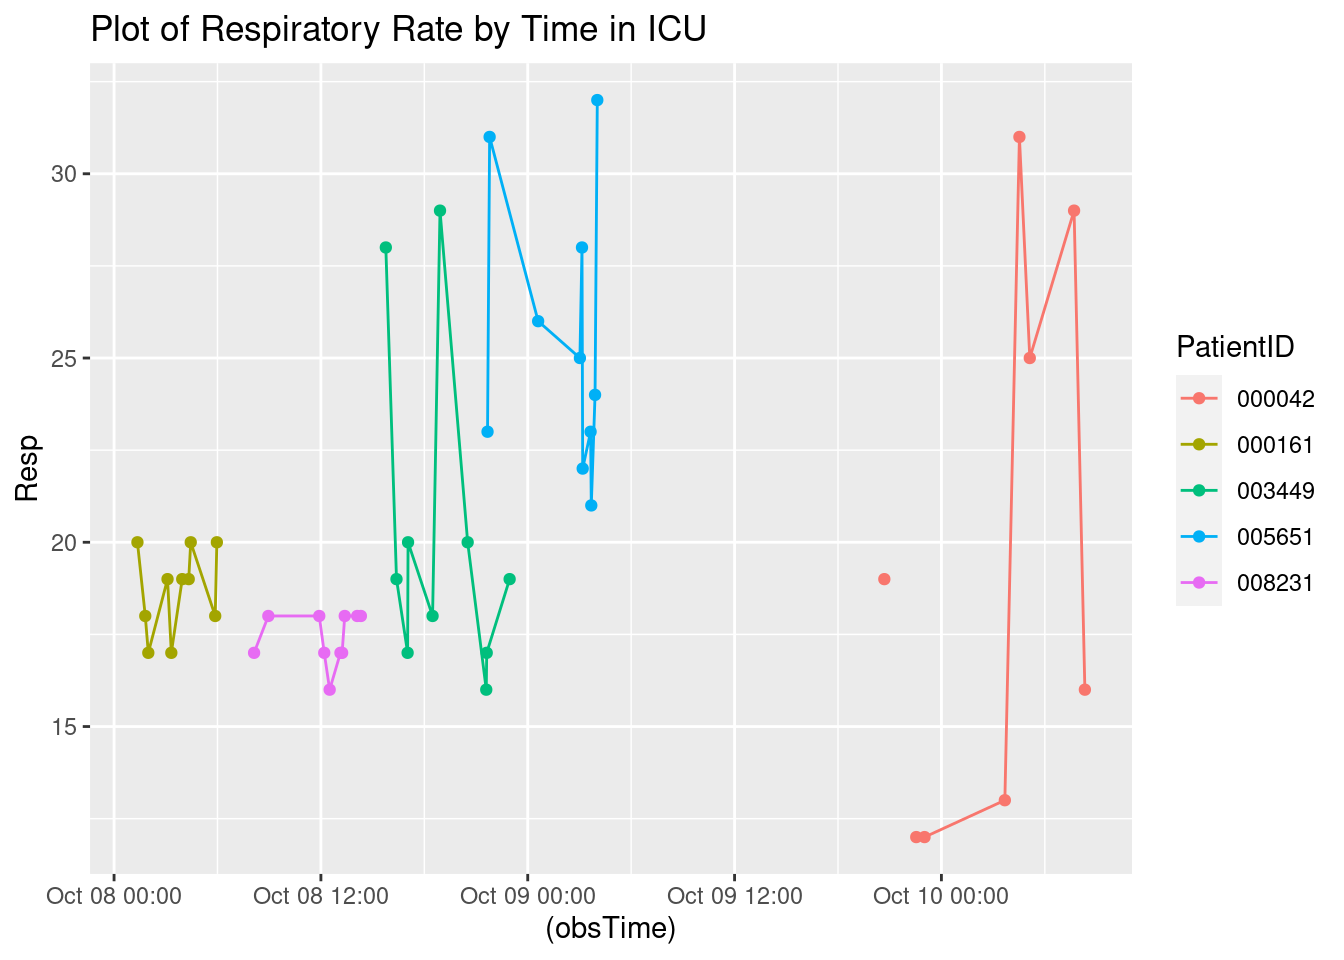 Plot of Respiratory Rate by Time in ICU
30
25
20
15
Resp
Oct 08 00:00 Oct 08 12:00 Oct 09 00:00 Oct 09 12:00 Oct 10 00:00
(obsTime)
PatientID
000042
000161
003449
005651
008231